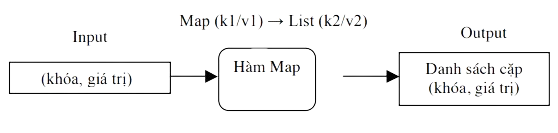 Map (k1/v1) → List (k2/v2)
Input
Output
(khóa, giá trị)
Hàm Map
Danh sách cặp
(khóa, giá trị)